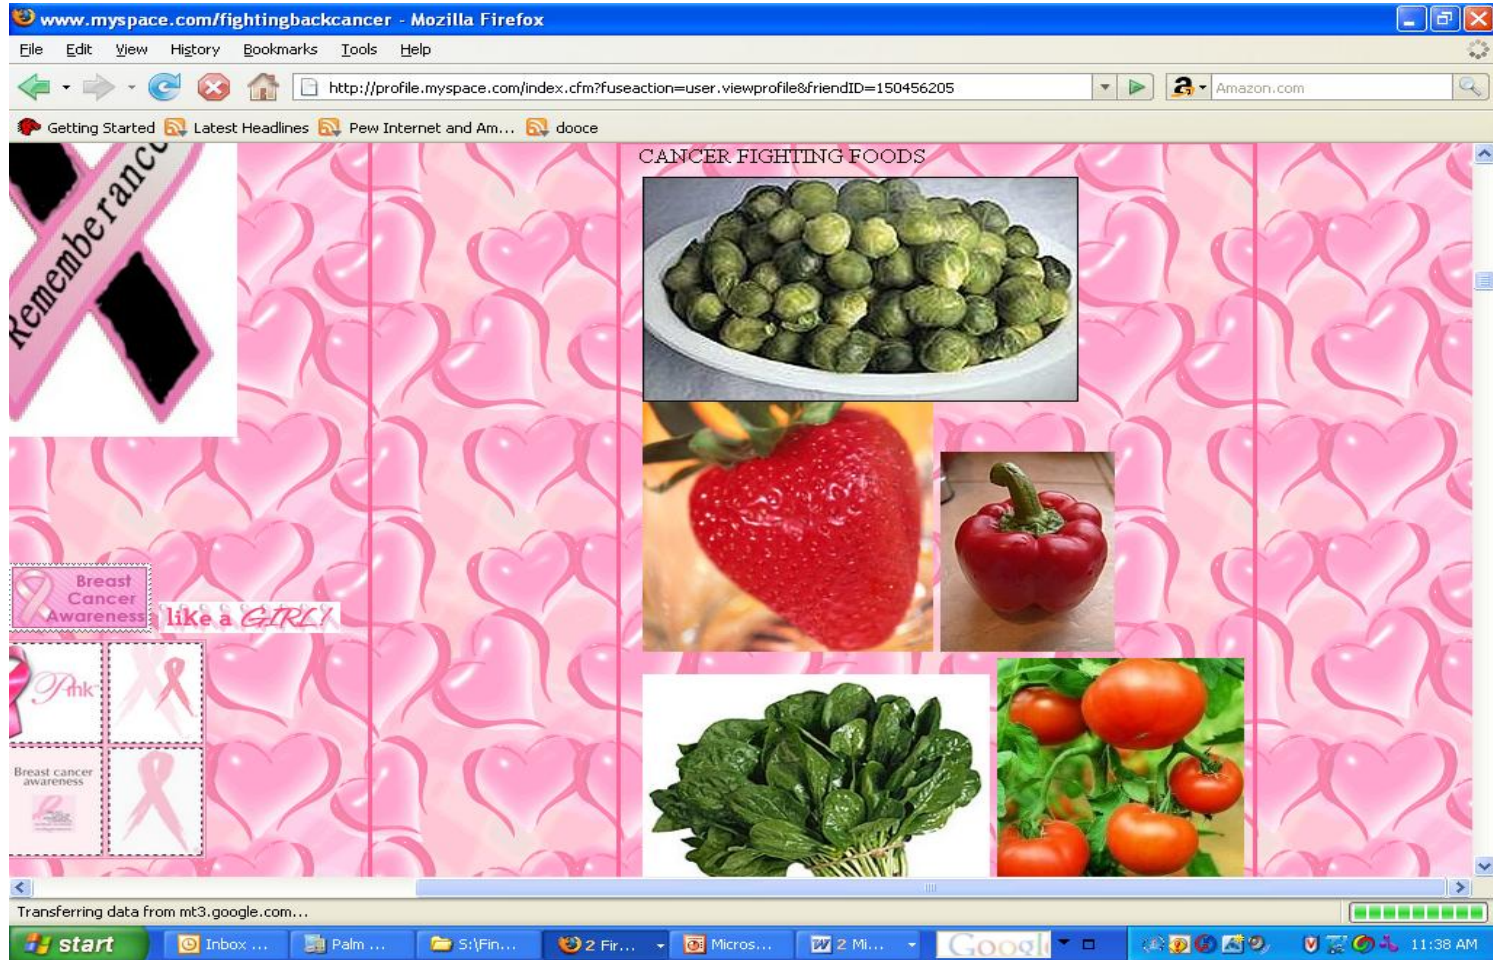 www.myspace.com/fightingbackcancer - Mozilla Firefox
File Edit View History Bookmarks Tools Help
http://profile.myspace.com/index.cfm?fuseaction=user.viewprofile&friendID=150456205
Amazon.com
Getting Started Latest Headlines Pew Internet and Am... dooce
Rememberance
CANCER FIGHTING FOODS
Breast
Cancer
Awareness
like a GIRL!
Pink
Breast cancer
awareness
Transferring data from mt3.google.com...
start Inbox ... Palm ... S:\Fin... 2 Fir... Micros... 2 Mi... Googl 11:38 AM